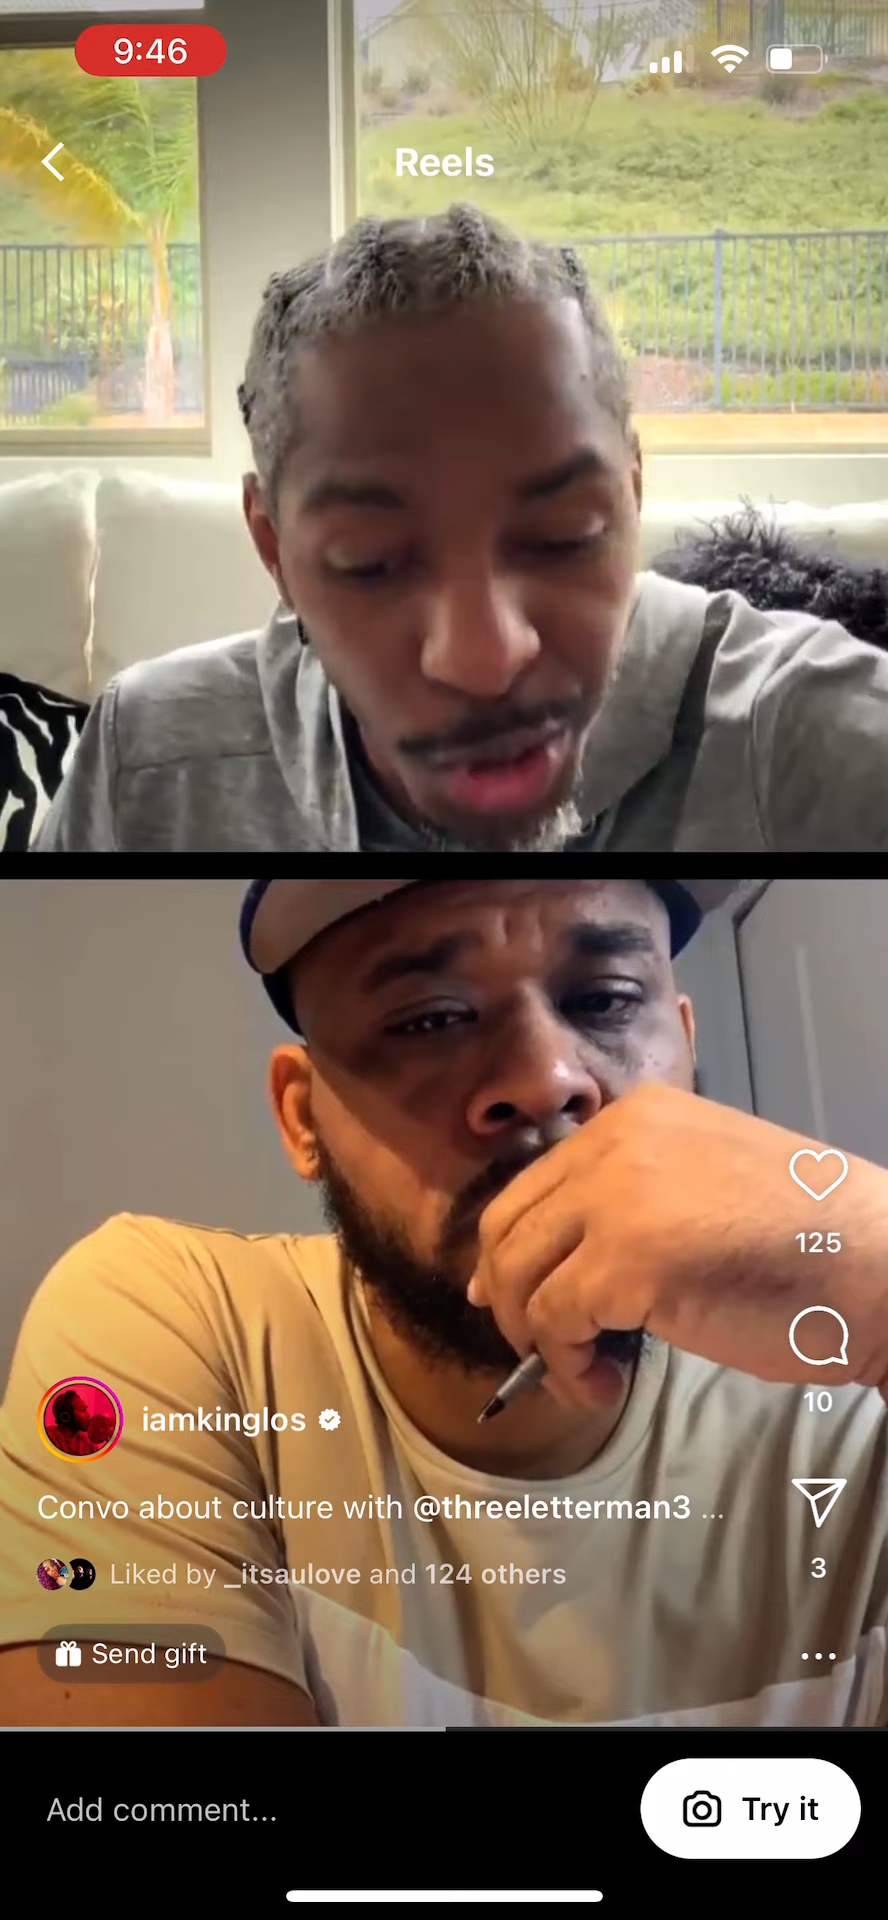 9:46
Reels
125
10
iamkinglos
Convo about culture with @threeletterman3 ...
Liked by _itsaulove and 124 others
3
Send gift
Add comment...
Try it